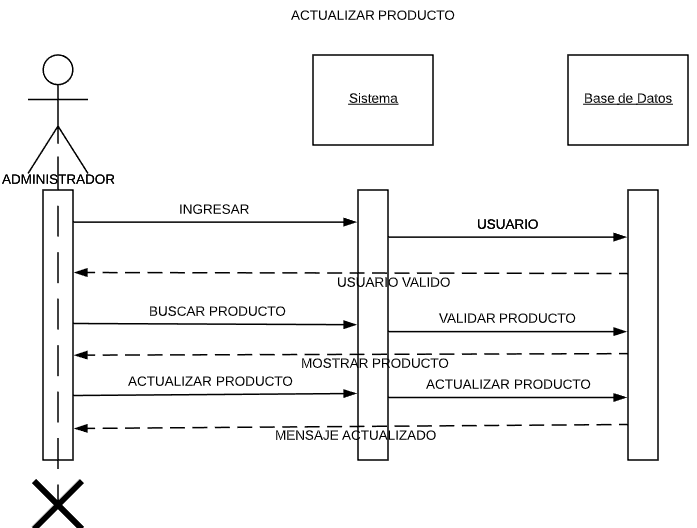 ACTUALIZAR PRODUCTO
Sistema
Base de Datos
ADMINISTRADOR
INGRESAR
USUARIO
USUARIO VALIDO
BUSCAR PRODUCTO
VALIDAR PRODUCTO
MOSTRAR PRODUCTO
ACTUALIZAR PRODUCTO
ACTUALIZAR PRODUCTO
MENSAJE ACTUALIZADO